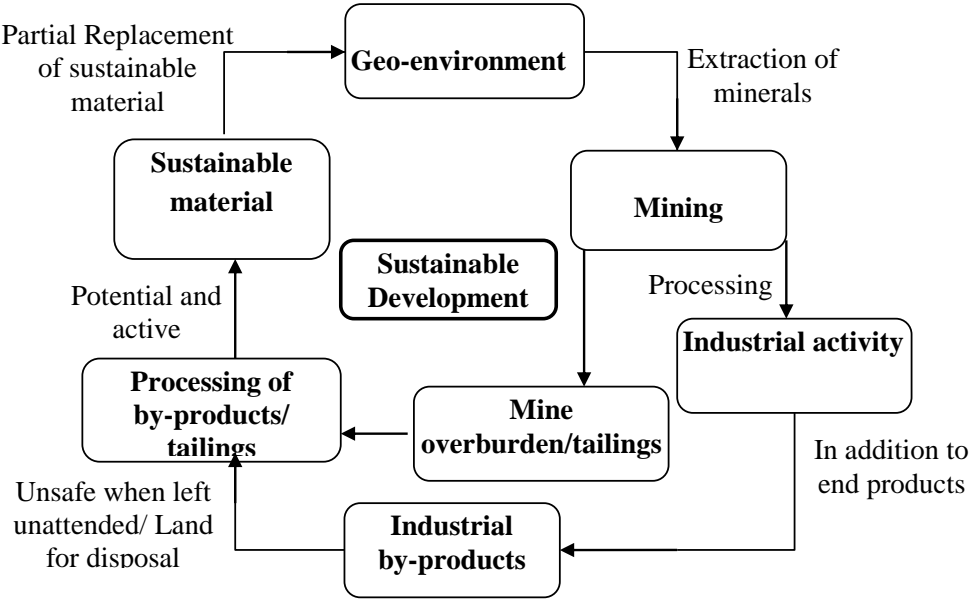 Partial Replacement
of sustainable
material
Geo-environment
Extraction of
minerals
Sustainable
material
Mining
Sustainable
Development
Processing
Potential and
active
Industrial activity
Processing of
by-products/
tailings
Mine
overburden/tailings
In addition to
end products
Unsafe when left
unattended/ Land
for disposal
Industrial
by-products